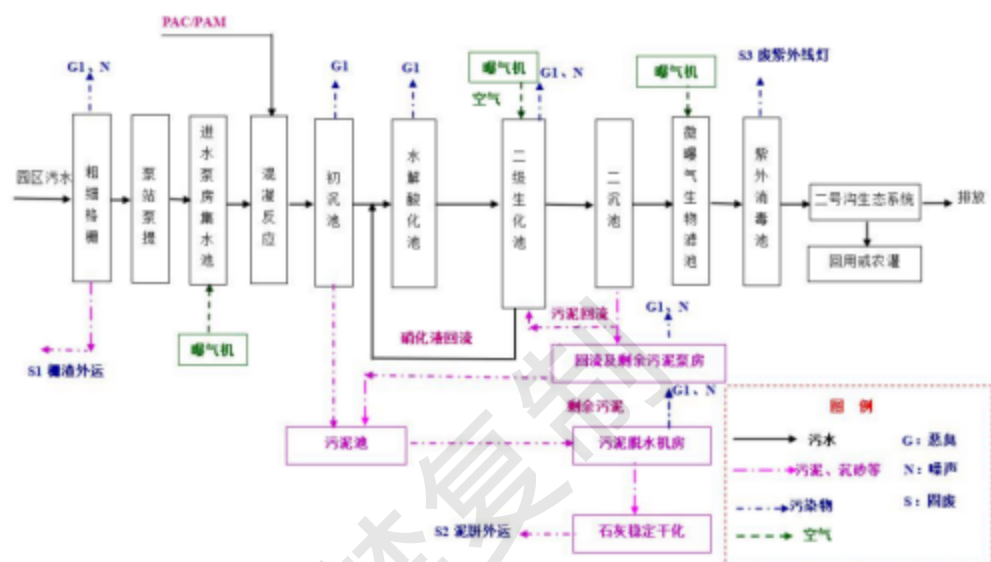 PAC/PAM
G1、N
G1
G1
曝气机
空气
G1、N
曝气机
S3 废紫外线灯
园区污水
粗细格栅
泵站泵提
进水泵房集水池
混凝反应
初沉池
水解酸化池
二级生化池
二沉池
微曝气生物滤池
紫外消毒池
二号沟生态系统
排放
回用或农灌
曝气机
S1 栅渣外运
硝化液回流
污泥回流
G1、N
回流及剩余污泥泵房
剩余污泥
G1、N
污泥池
污泥脱水机房
S2 泥饼外运
石灰稳定干化
图 例
污水
G：恶臭
污泥、沉砂等
N：噪声
污染物
S：固废
空气
复制